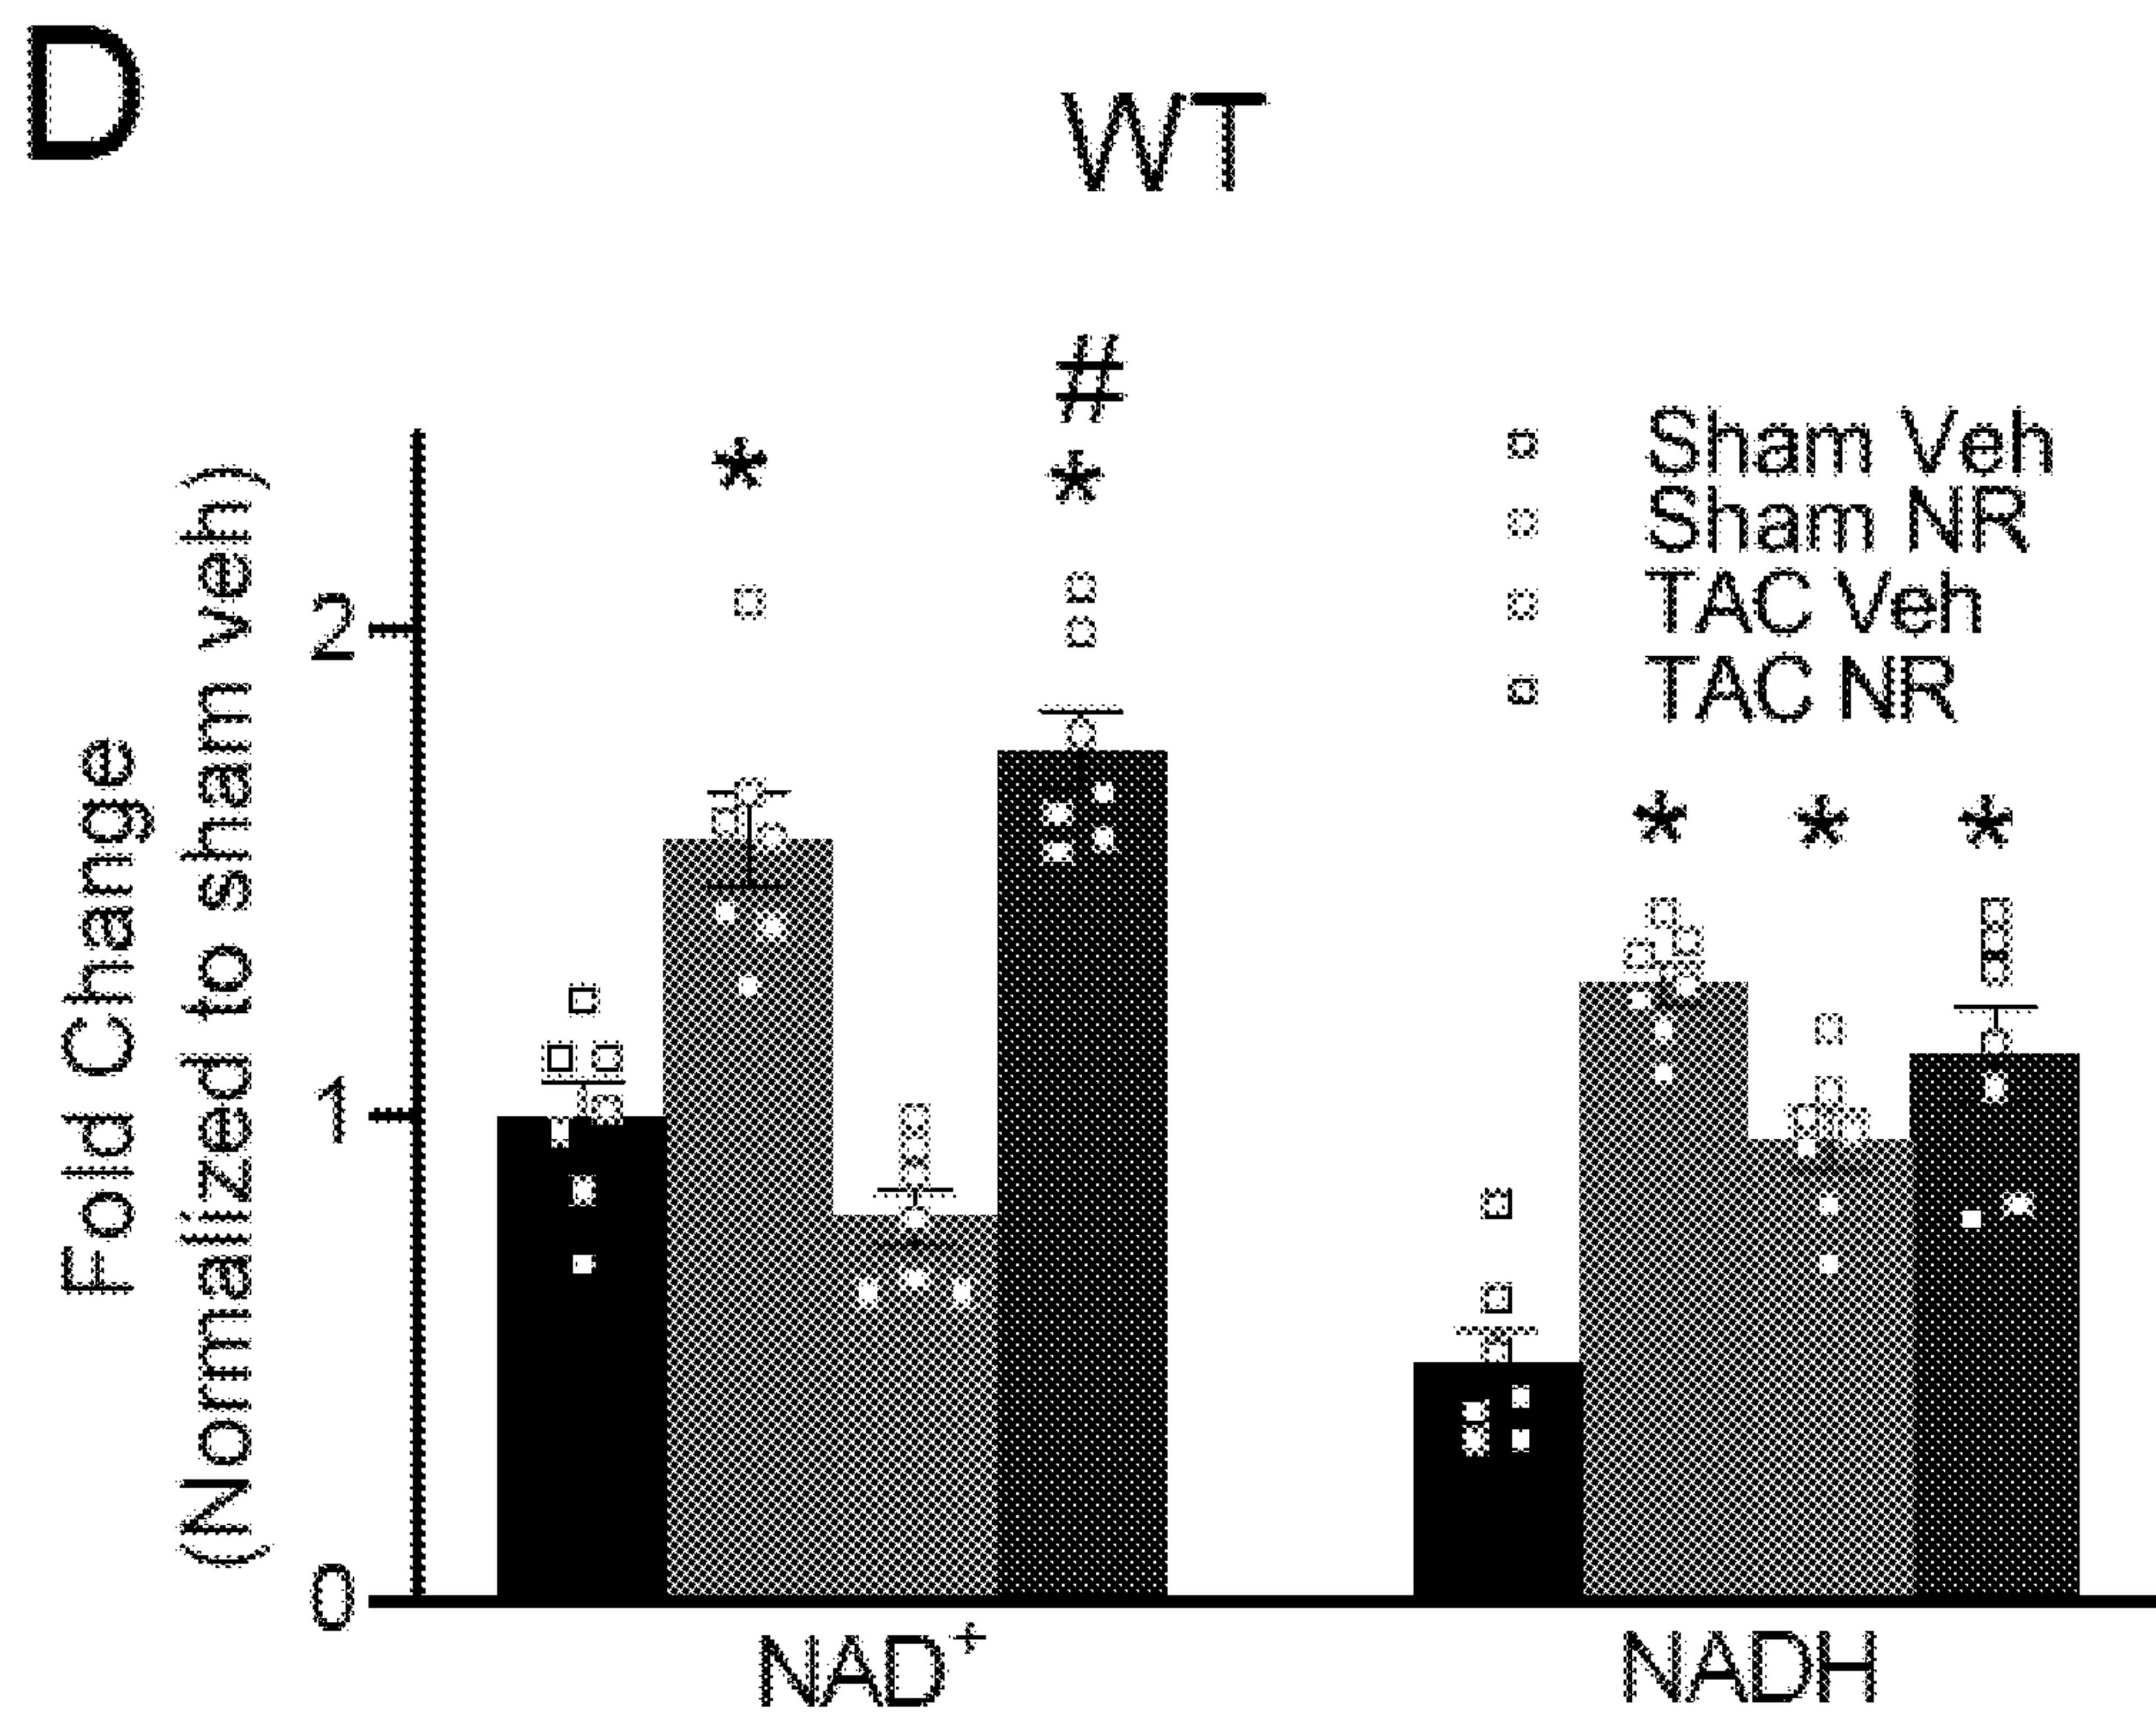 D
WT
Fold Change
(Normalized to sham veh)
2
1
0
*
#
*
Sham Veh
Sham NR
TAC Veh
TAC NR
* * *
NAD+
NADH